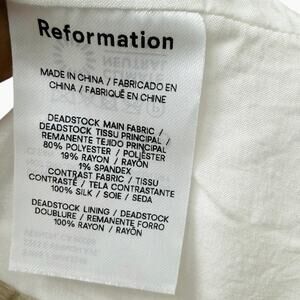 Reformation
MADE IN CHINA / FABRICADO EN
CHINA / FABRIQUÉ EN CHINE
DEADSTOCK MAIN FABRIC /
DEADSTOCK TISSU PRINCIPAL /
REMANENTE TEJIDO PRINCIPAL
80% POLYESTER / POLIESTER
19% RAYON / RAYÓN
1% SPANDEX
CONTRAST FABRIC / TISSU
CONTRASTÉ / TELA CONTRASTANTE
100% SILK / SOIE / SEDA
DEADSTOCK LINING / DEADSTOCK
DOUBLURE / REMANENTE FORRO
100% RAYON / RAYÓN